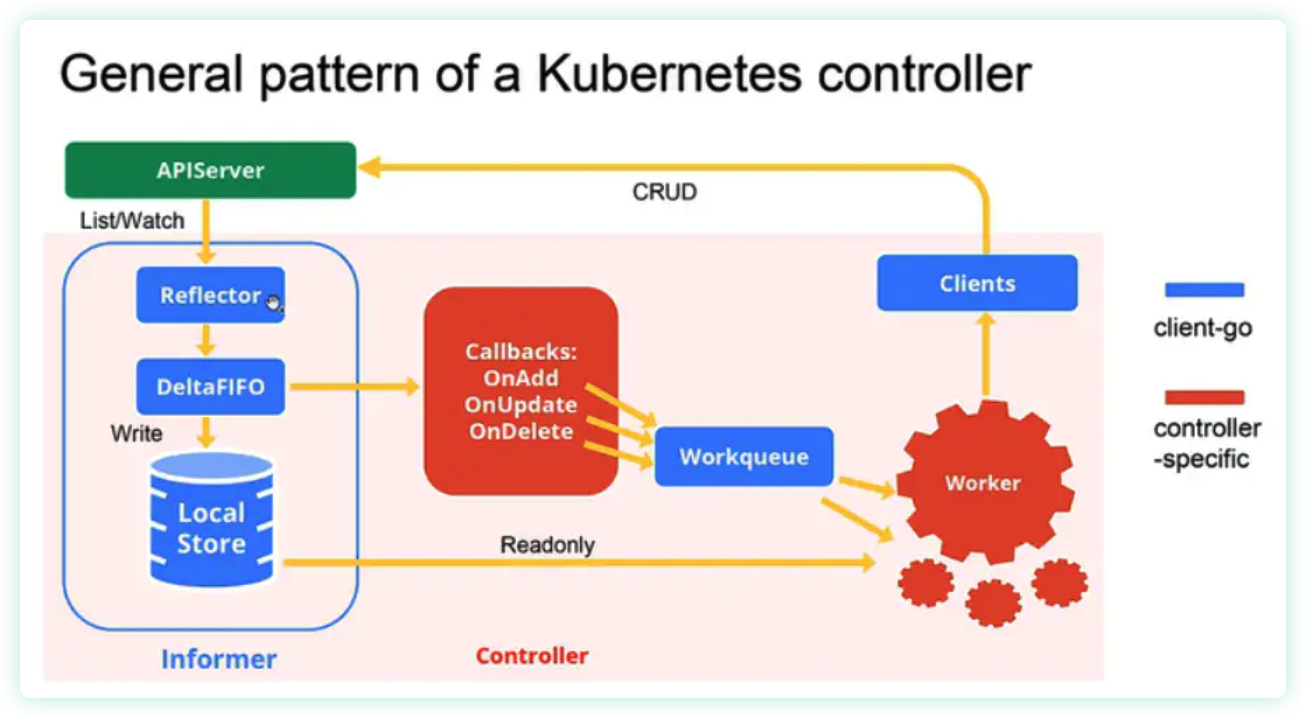 General pattern of a Kubernetes controller
APIServer
CRUD
List/Watch
Reflector
Clients
client-go
Callbacks:
OnAdd
OnUpdate
OnDelete
DeltaFIFO
Write
controller
-specific
Workqueue
Worker
Local
Store
Readonly
Informer
Controller